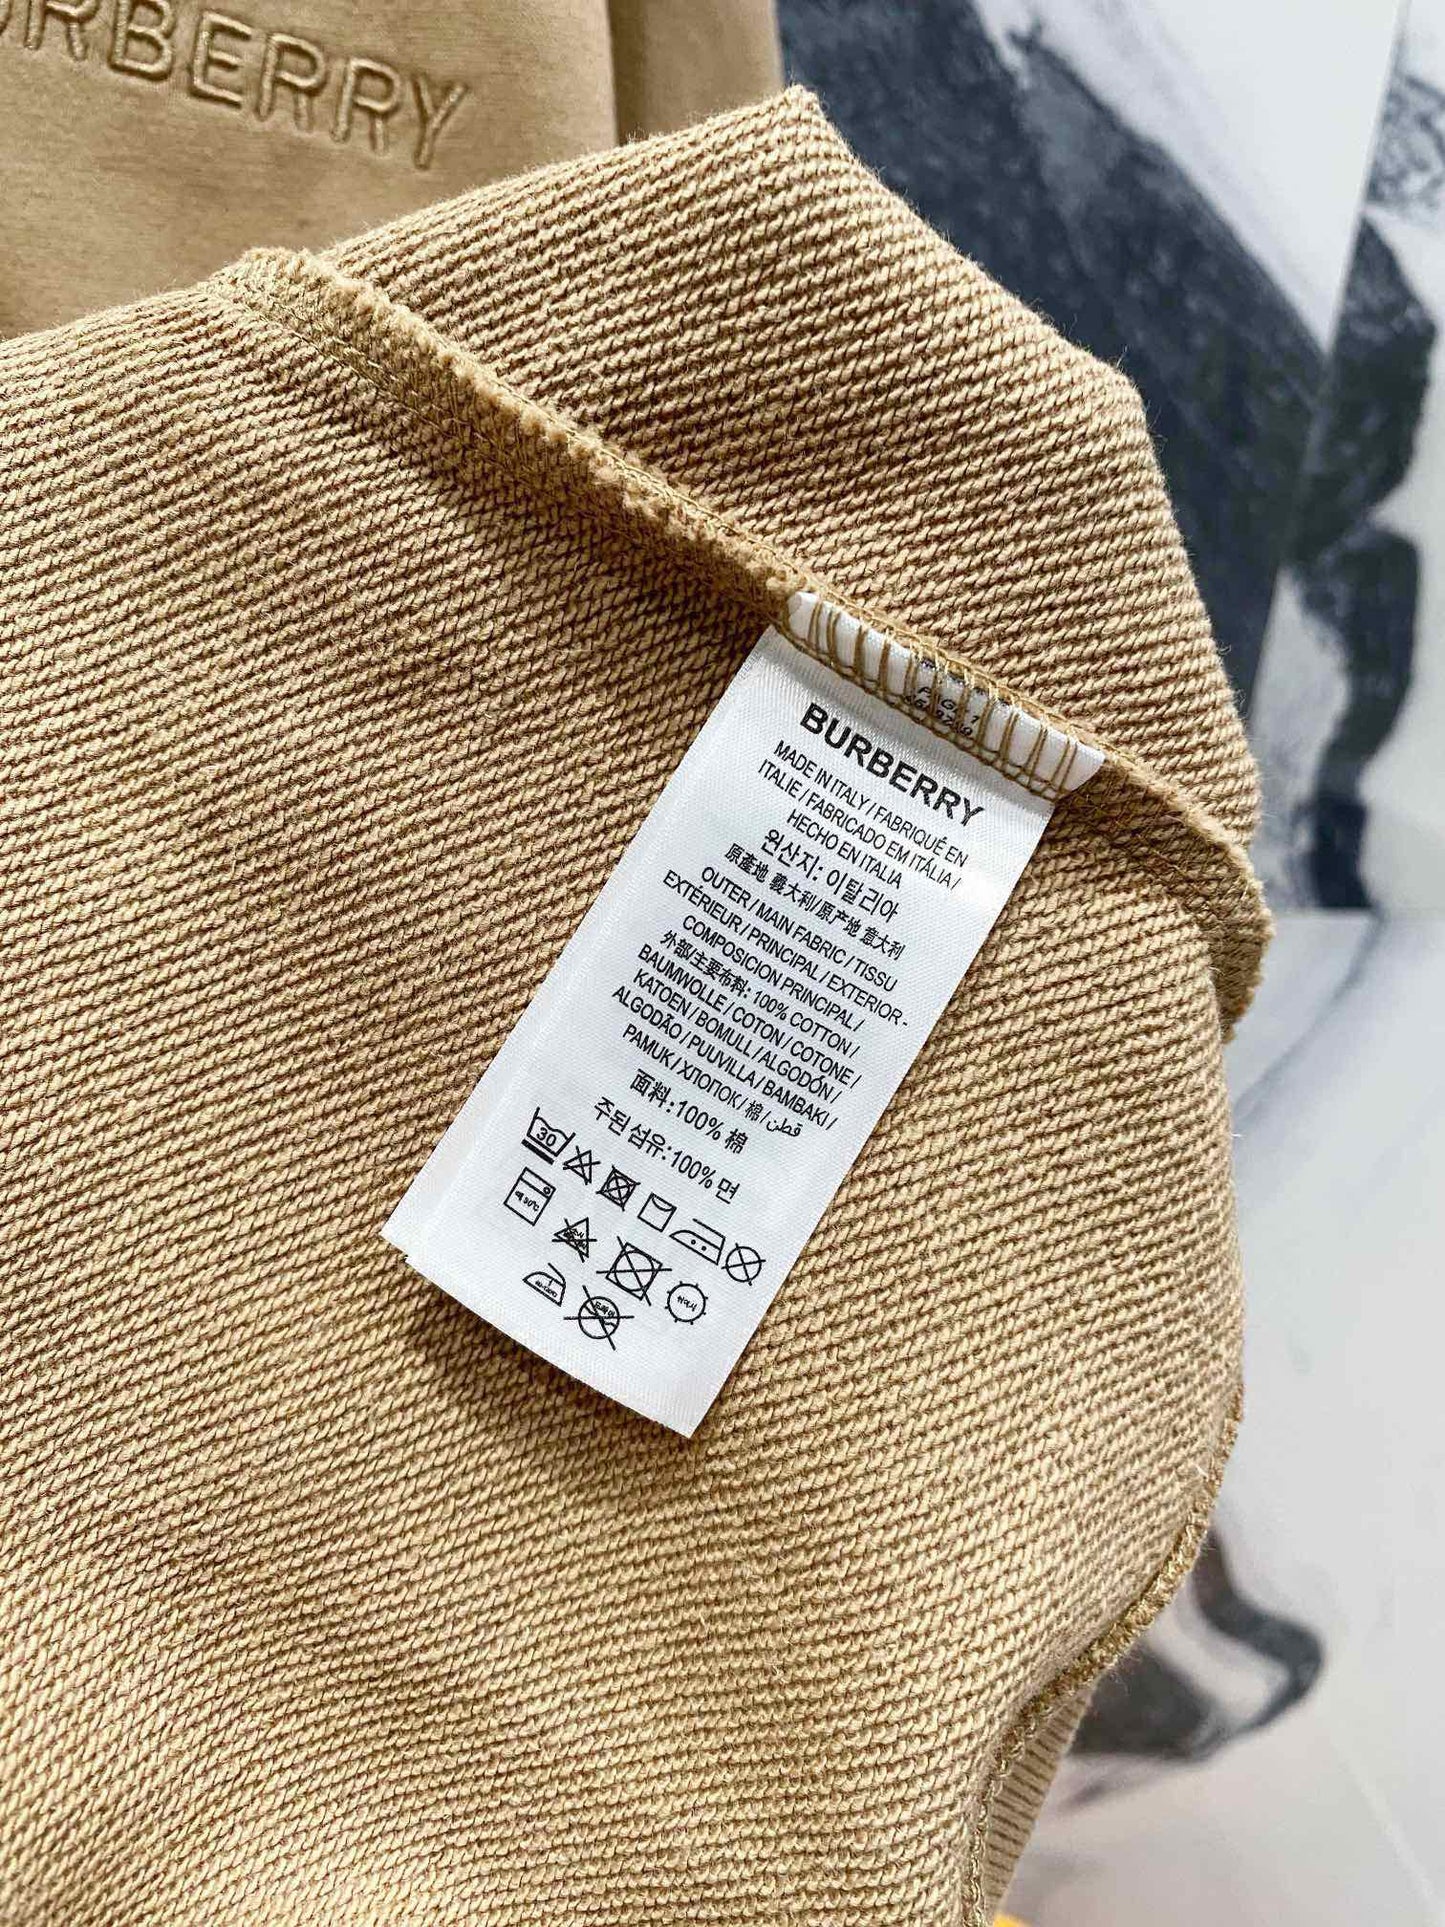 URBERRY
PAGE 1
BURBERRY
MADE IN ITALY / FABRIQUÉ EN
ITALIE / FABRICADO EM ITÁLIA /
HECHO EN ITALIA
원산지: 이탈리아
原產地 義大利/原产地 意大利
OUTER / MAIN FABRIC / TISSU
EXTÉRIEUR / PRINCIPAL / EXTERIOR -
COMPOSICION PRINCIPAL /
外部/主要布料: 100% COTTON /
BAUMWOLLE / COTON / COTONE /
KATOEN / BOMULL / ALGODÓN /
ALGODÃO / PUUVILLA / BAMBAKI /
PAMUK / ХЛОПОК / 棉 / قطن
面料:100% 棉
주된섬유:100% 면
30